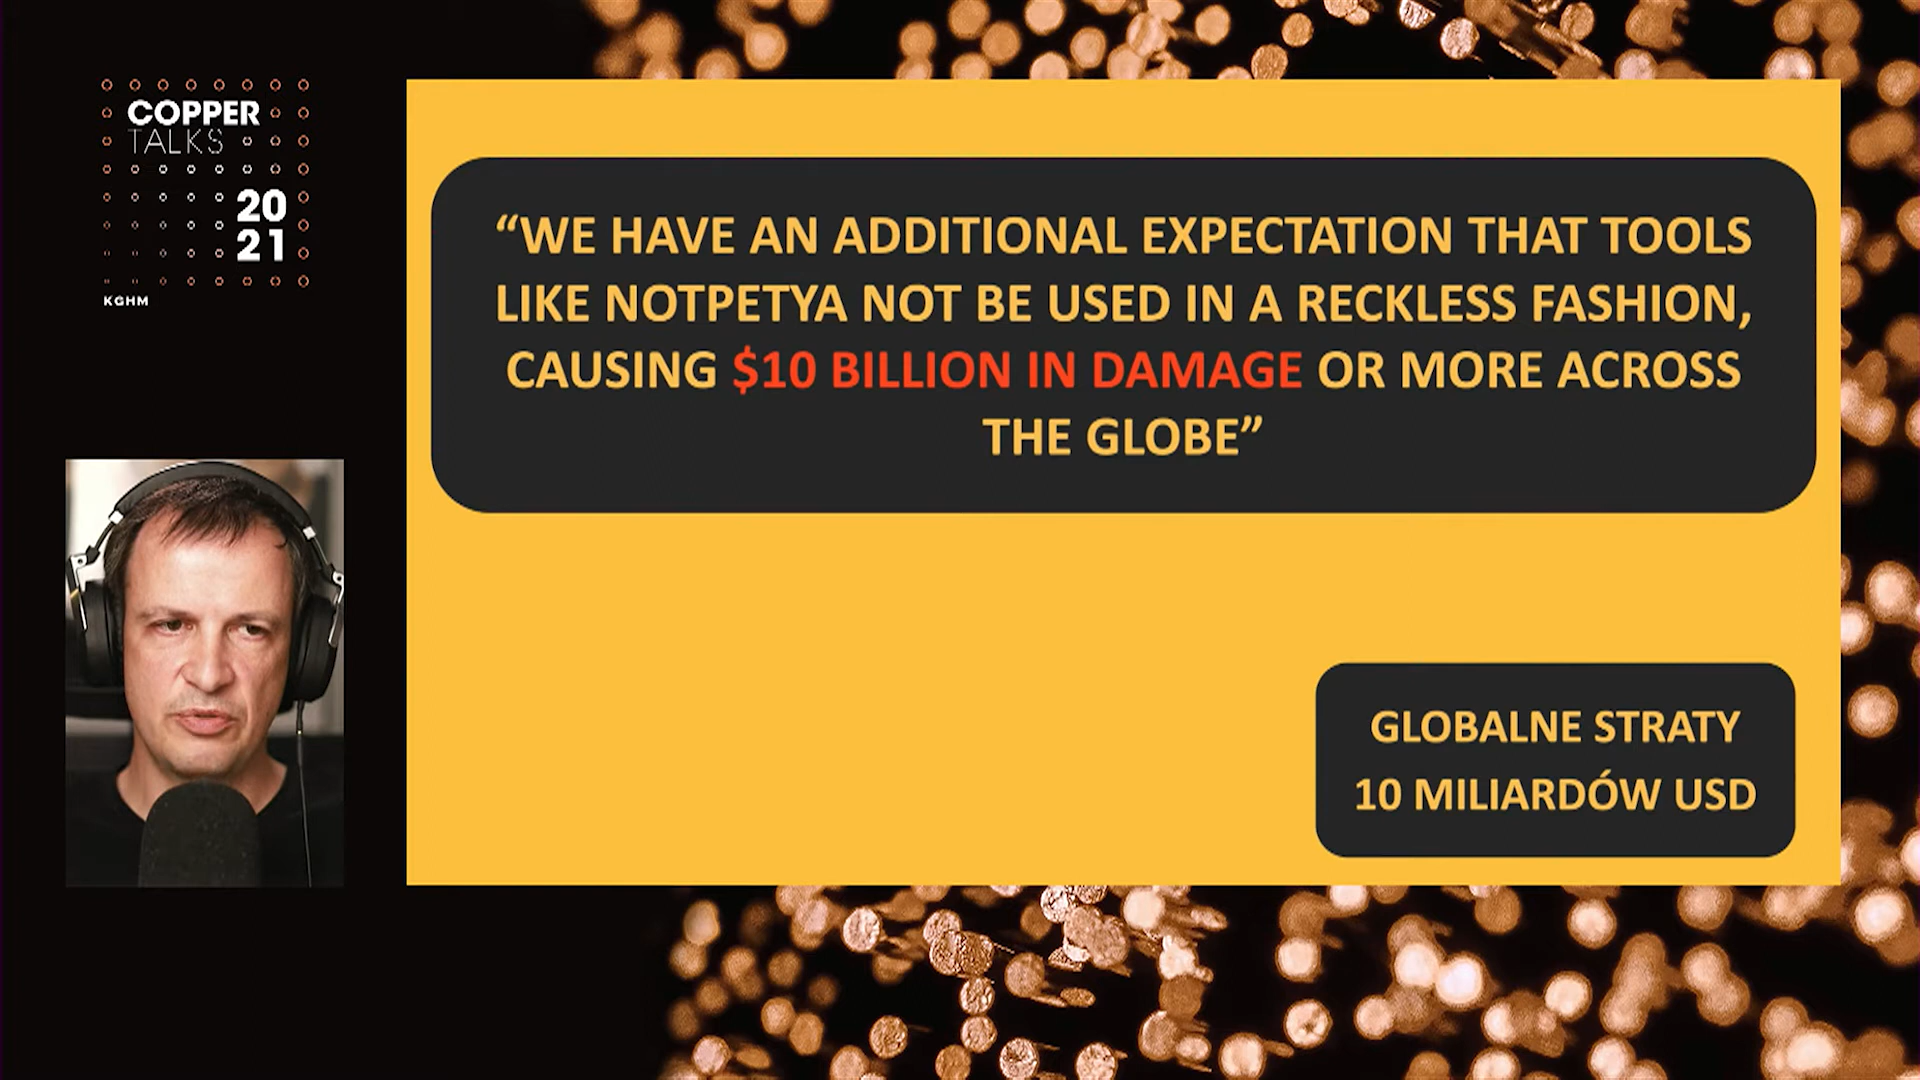 COPPER
TALKS
20
21
KGHM
“WE HAVE AN ADDITIONAL EXPECTATION THAT TOOLS
LIKE NOTPETYA NOT BE USED IN A RECKLESS FASHION,
CAUSING $10 BILLION IN DAMAGE OR MORE ACROSS
THE GLOBE”
GLOBALNE STRATY
10 MILIARDÓW USD